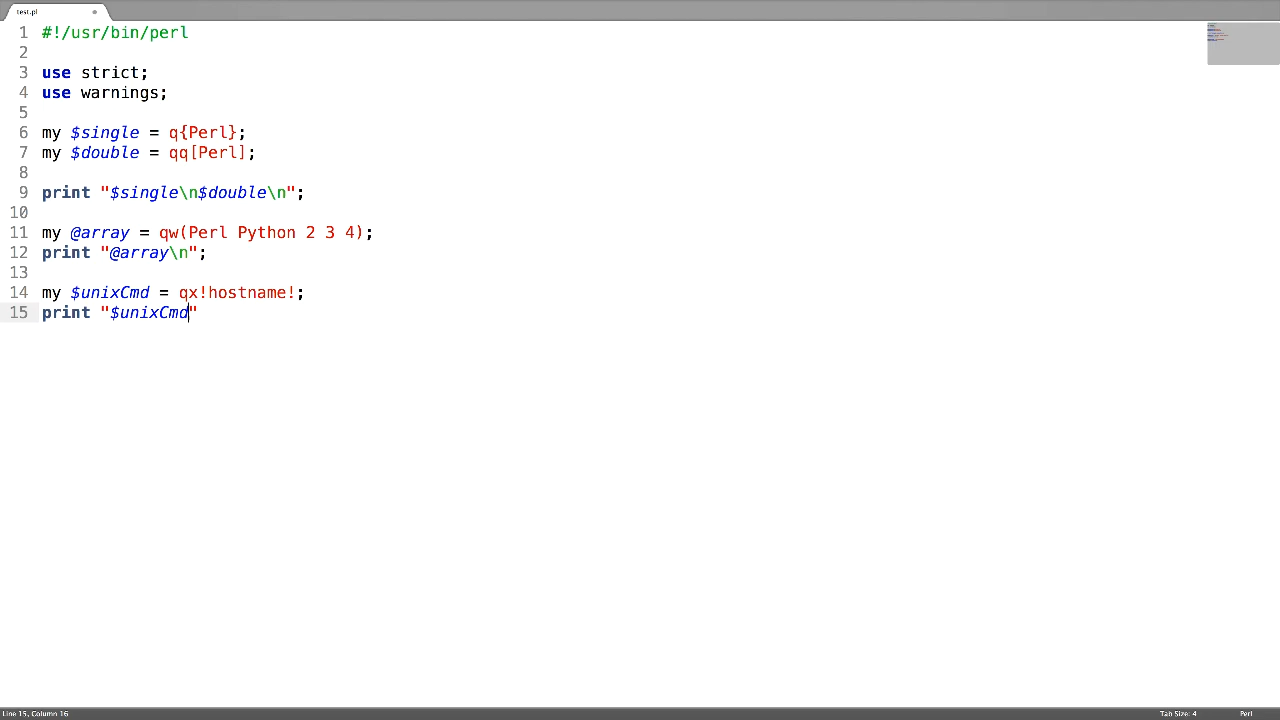 test.pl
1 #!/usr/bin/perl
2
3 use strict;
4 use warnings;
5
6 my $single = q{Perl};
7 my $double = qq[Perl];
8
9 print "$single\n$double\n";
10
11 my @array = qw(Perl Python 2 3 4);
12 print "@array\n";
13
14 my $unixCmd = qx!hostname!;
15 print "$unixCmd"
Line 15, Column 16 Tab Size: 4 Perl